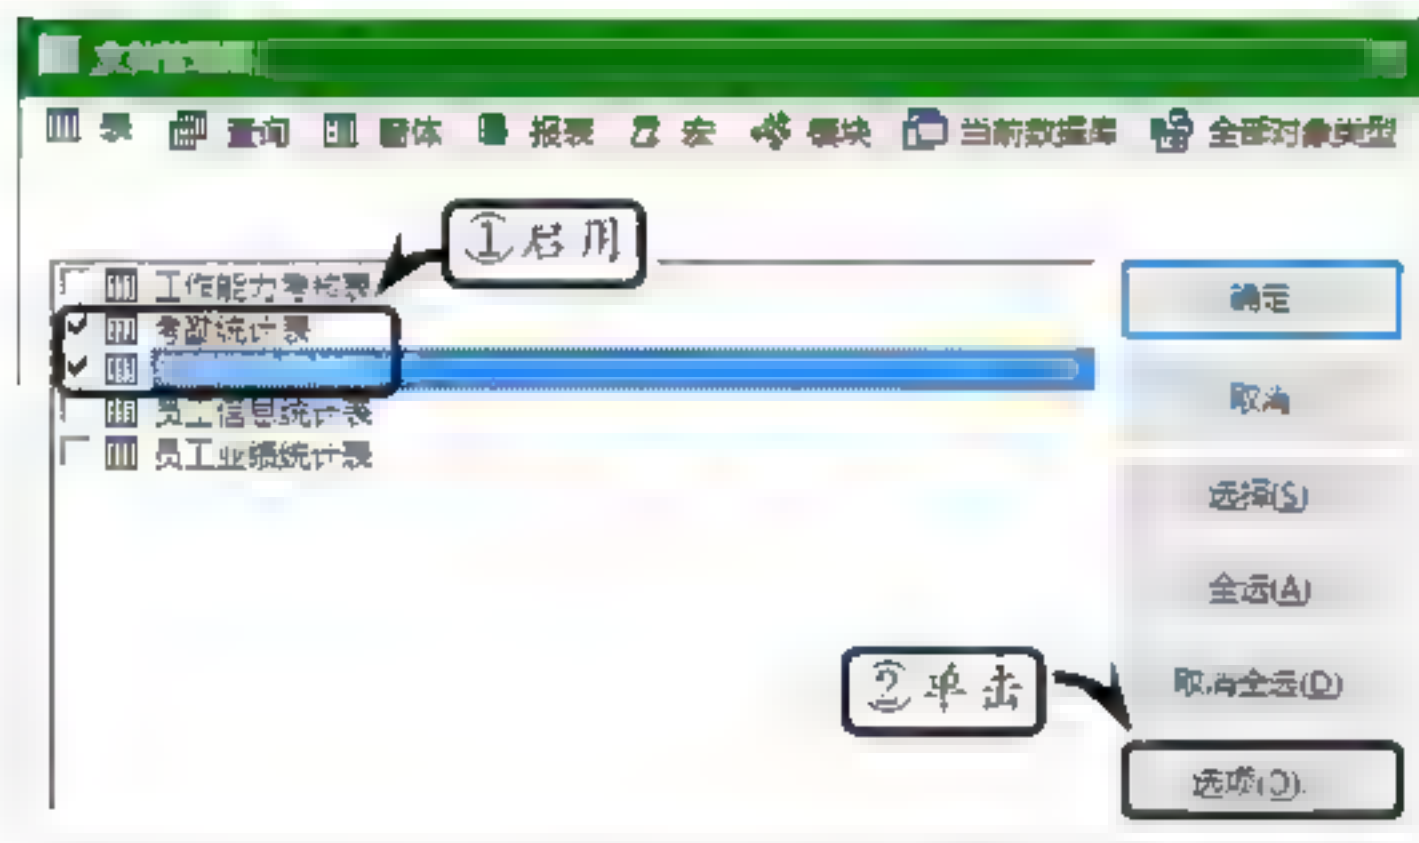 表 查询 窗体 报表 宏 模块 当前数据库 全部对象类型
①启用
工作能力考核表
考勤统计表
员工信息统计表
员工业绩统计表
确定
取消
选择(S)
全选(A)
取消全选(D)
②单击
选项(O)